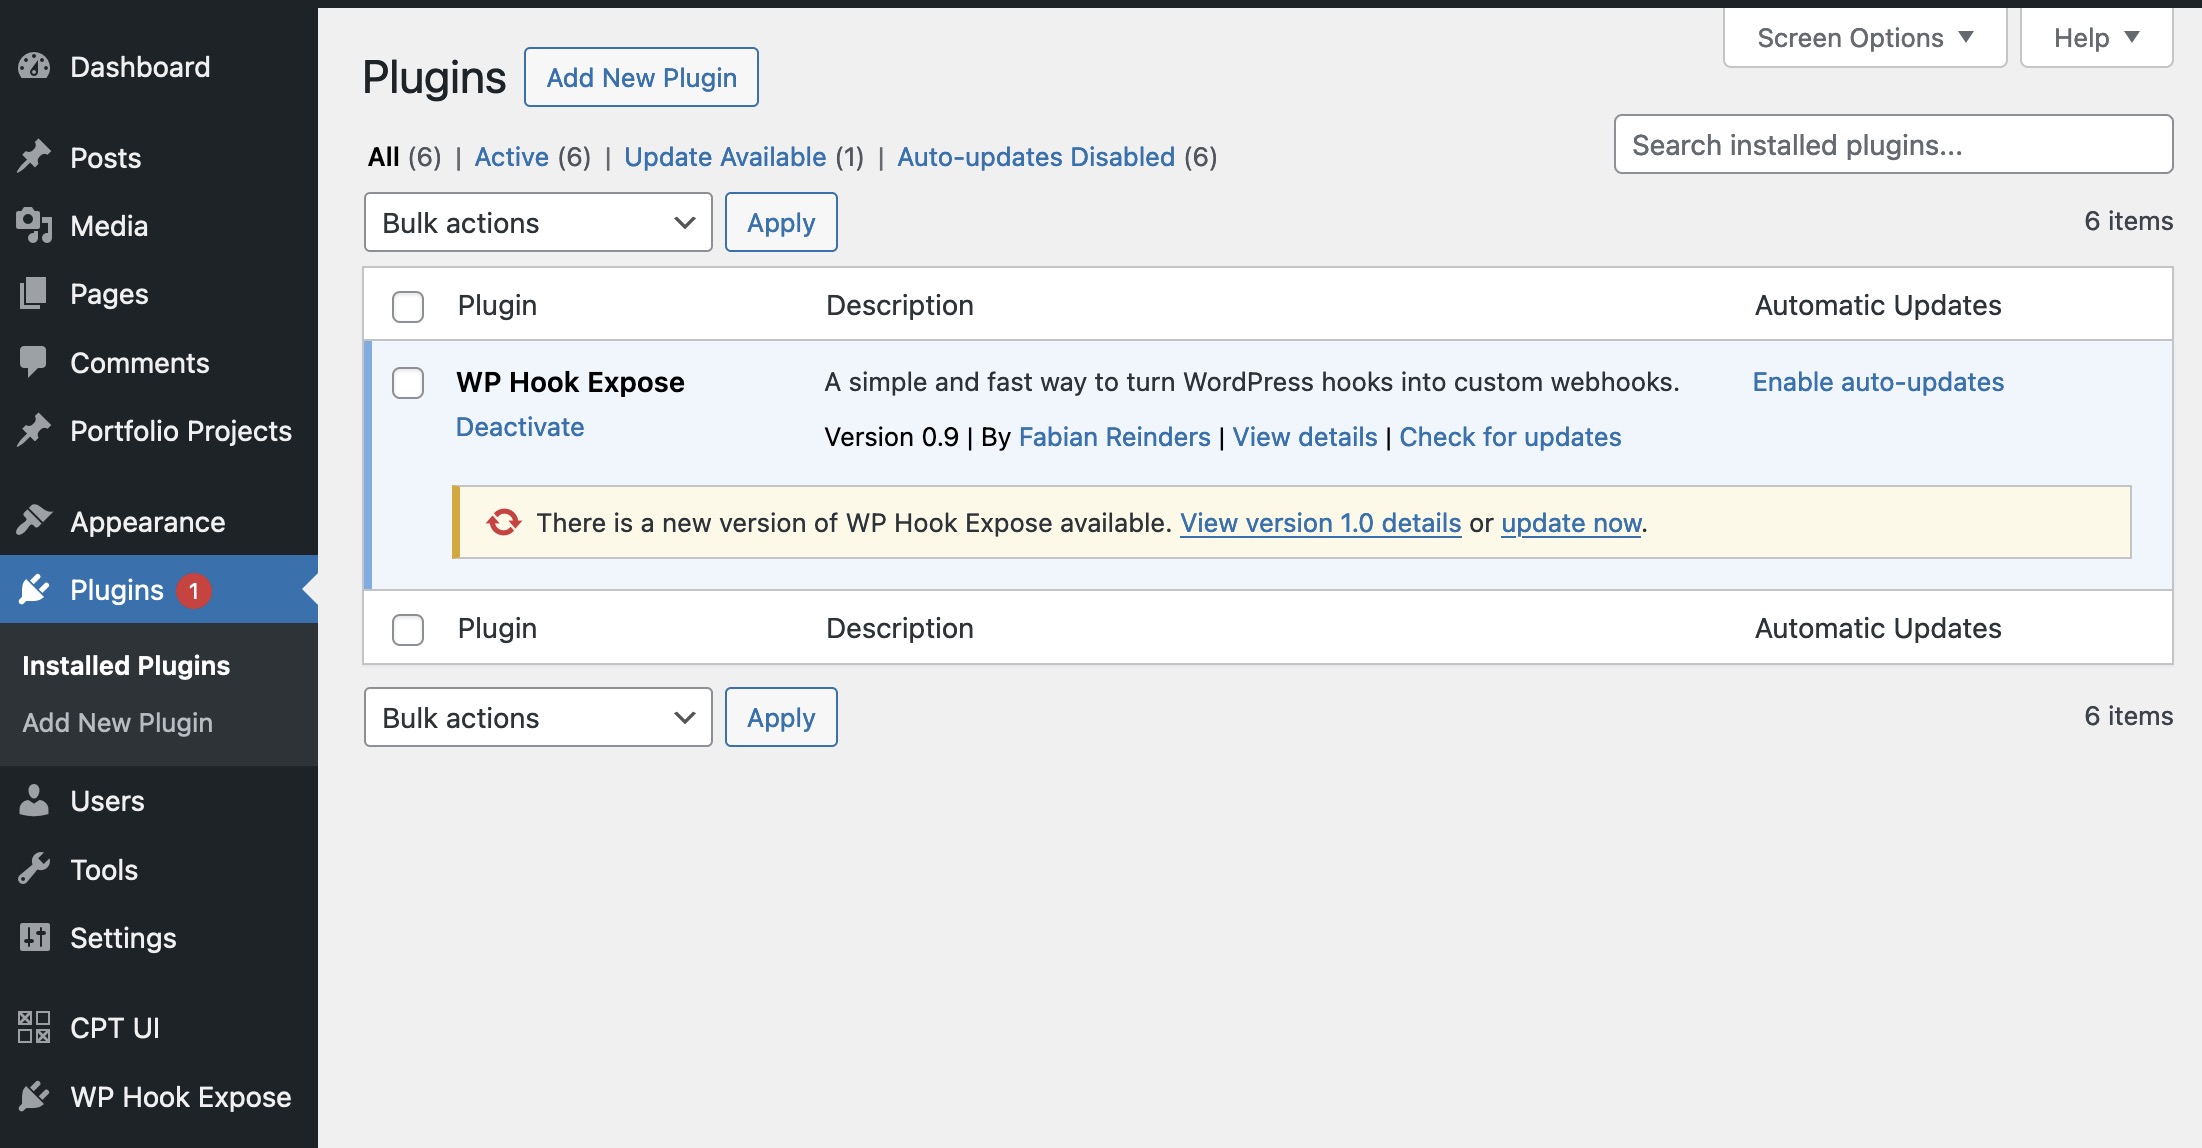 Dashboard
Posts
Media
Pages
Comments
Portfolio Projects
Appearance
Plugins 1
Installed Plugins
Add New Plugin
Users
Tools
Settings
CPT UI
WP Hook Expose
Screen Options
Help
Plugins
Add New Plugin
All (6) | Active (6) | Update Available (1) | Auto-updates Disabled (6)
Search installed plugins...
Bulk actions
Apply
6 items
Plugin Description Automatic Updates
WP Hook Expose A simple and fast way to turn WordPress hooks into custom webhooks. Enable auto-updates
Deactivate Version 0.9 | By Fabian Reinders | View details | Check for updates
There is a new version of WP Hook Expose available. View version 1.0 details or update now.
Plugin Description Automatic Updates
Bulk actions
Apply
6 items